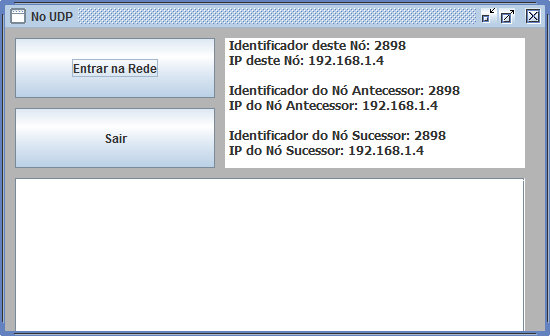 No UDP
Entrar na Rede
Sair
Identificador deste Nó: 2898
IP deste Nó: 192.168.1.4
Identificador do Nó Antecessor: 2898
IP do Nó Antecessor: 192.168.1.4
Identificador do Nó Sucessor: 2898
IP do Nó Sucessor: 192.168.1.4